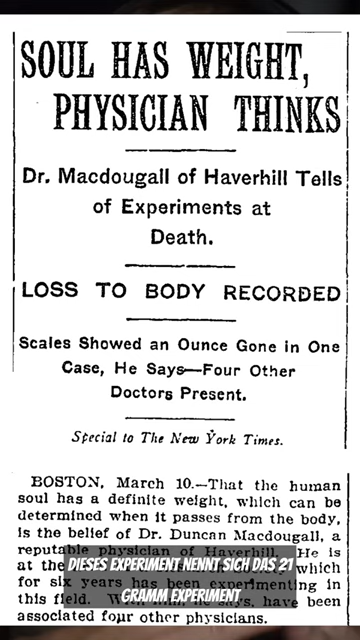 SOUL HAS WEIGHT,
PHYSICIAN THINKS
Dr. Macdougall of Haverhill Tells
of Experiments at
Death.
LOSS TO BODY RECORDED
Scales Showed an Ounce Gone in One
Case, He Says—Four Other
Doctors Present.
Special to The New York Times.
BOSTON, March 10.—That the human
soul has a definite weight, which can be
determined when it passes from the body,
is the belief of Dr. Duncan Macdougall, a
reputable physician of Haverhill. He is
at the which
DIESES EXPERIMENT NENNT SICH DAS 21
for six years has been experimenting in
this field. With him, he says, have been
GRAMM EXPERIMENT
associated four other physicians.